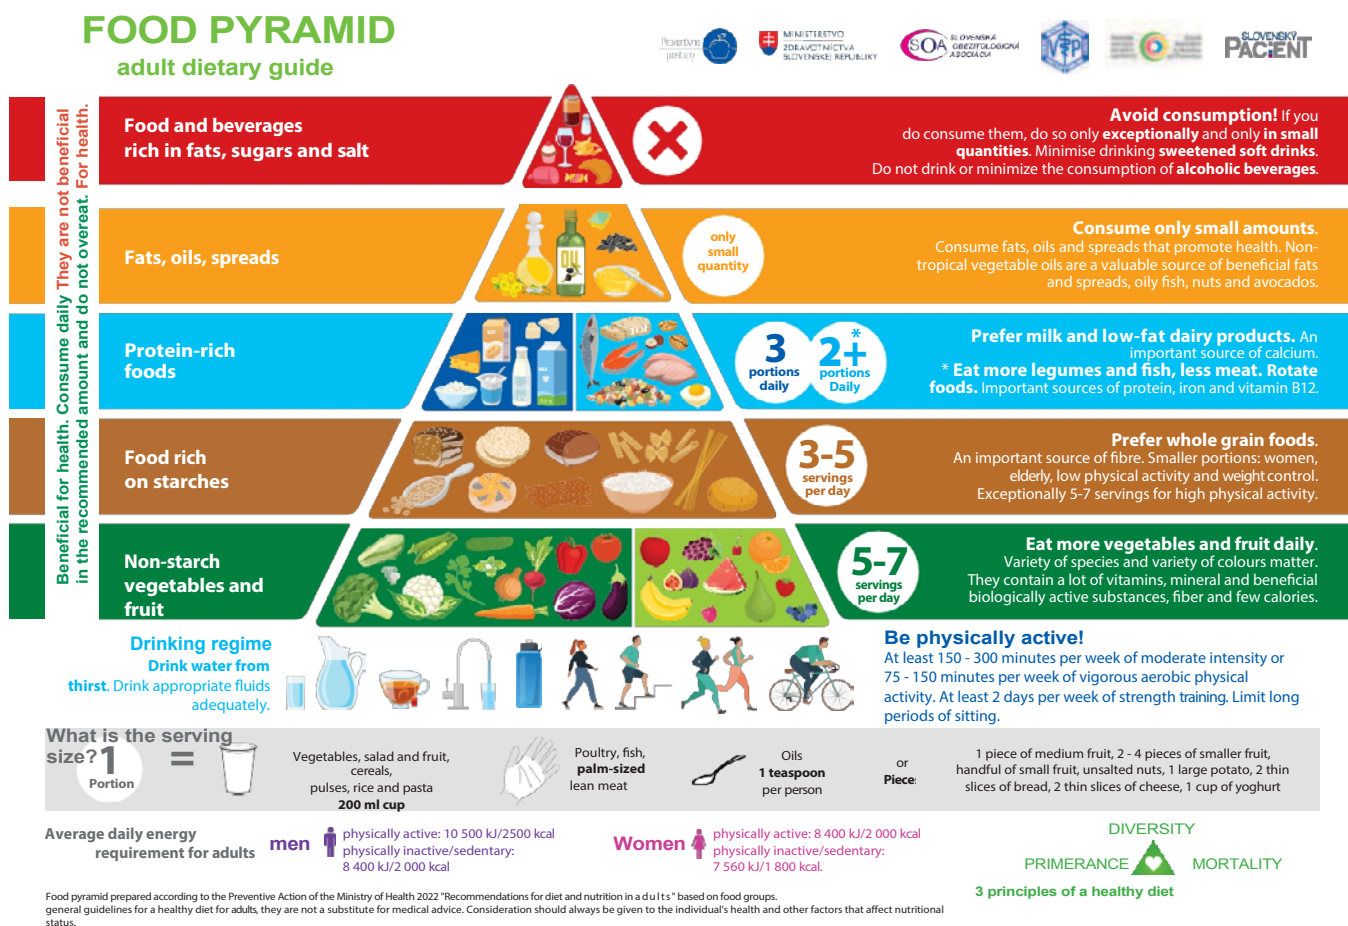 FOOD PYRAMID
adult dietary guide
MINISTERSTVO
ZDRAVOTNÍCTVA
SLOVENSKEJ REPUBLIKY
SOA
SLOVENSKÁ
OBEZITOLOGICKÁ
ASOCIÁCIA
SLOVENSKÝ
PACIENT
Beneficial for health. Consume daily They are not beneficial
in the recommended amount and do not overeat. For health.
Food and beverages
rich in fats, sugars and salt
Avoid consumption! If you
do consume them, do so only exceptionally and only in small
quantities. Minimise drinking sweetened soft drinks.
Do not drink or minimize the consumption of alcoholic beverages.
Fats, oils, spreads
only
small
quantity
Consume only small amounts.
Consume fats, oils and spreads that promote health. Non-
tropical vegetable oils are a valuable source of beneficial fats
and spreads, oily fish, nuts and avocados.
Protein-rich
foods
3
portions
daily
*
2+
portions
Daily
Prefer milk and low-fat dairy products. An
important source of calcium.
* Eat more legumes and fish, less meat. Rotate
foods. Important sources of protein, iron and vitamin B12.
Food rich
on starches
3-5
servings
per day
Prefer whole grain foods.
An important source of fibre. Smaller portions: women,
elderly, low physical activity and weight control.
Exceptionally 5-7 servings for high physical activity.
Non-starch
vegetables and
fruit
5-7
servings
per day
Eat more vegetables and fruit daily.
Variety of species and variety of colours matter.
They contain a lot of vitamins, mineral and beneficial
biologically active substances, fiber and few calories.
Drinking regime
Drink water from
thirst. Drink appropriate fluids
adequately.
Be physically active!
At least 150 - 300 minutes per week of moderate intensity or
75 - 150 minutes per week of vigorous aerobic physical
activity. At least 2 days per week of strength training. Limit long
periods of sitting.
What is the serving
size?
1
Portion
=
Vegetables, salad and fruit,
cereals,
pulses, rice and pasta
200 ml cup
Poultry, fish,
palm-sized
lean meat
Oils
1 teaspoon
per person
or
Piece:
1 piece of medium fruit, 2 - 4 pieces of smaller fruit,
handful of small fruit, unsalted nuts, 1 large potato, 2 thin
slices of bread, 2 thin slices of cheese, 1 cup of yoghurt
Average daily energy
requirement for adults
men
physically active: 10 500 kJ/2500 kcal
physically inactive/sedentary:
8 400 kJ/2 000 kcal
Women
physically active: 8 400 kJ/2 000 kcal
physically inactive/sedentary:
7 560 kJ/1 800 kcal.
DIVERSITY
PRIMERANCE
MORTALITY
3 principles of a healthy diet
Food pyramid prepared according to the Preventive Action of the Ministry of Health 2022 "Recommendations for diet and nutrition in adults" based on food groups.
general guidelines for a healthy diet for adults, they are not a substitute for medical advice. Consideration should always be given to the individual's health and other factors that affect nutritional
status.